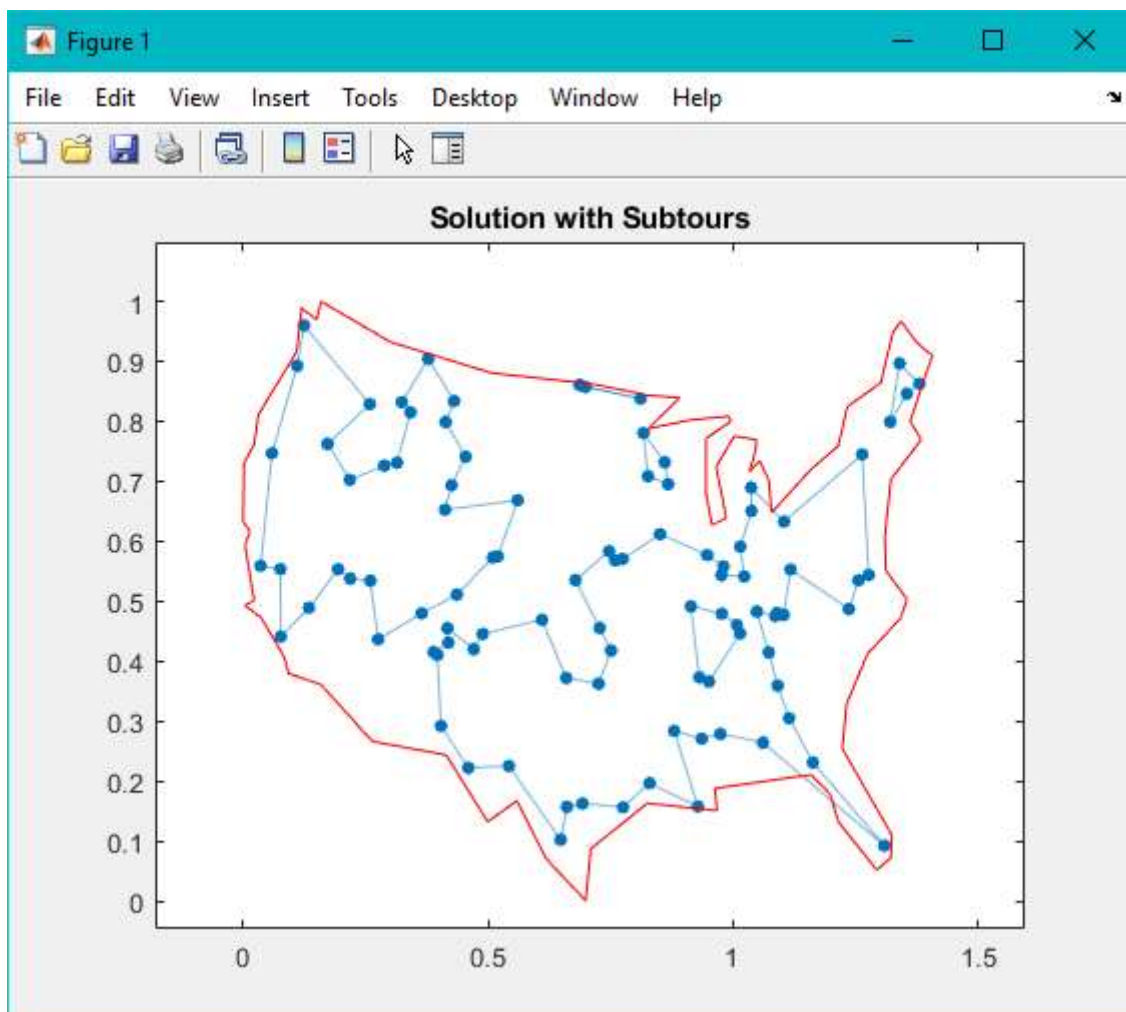 Figure 1
File Edit View Insert Tools Desktop Window Help
Solution with Subtours
1
0.9
0.8
0.7
0.6
0.5
0.4
0.3
0.2
0.1
0
0 0.5 1 1.5